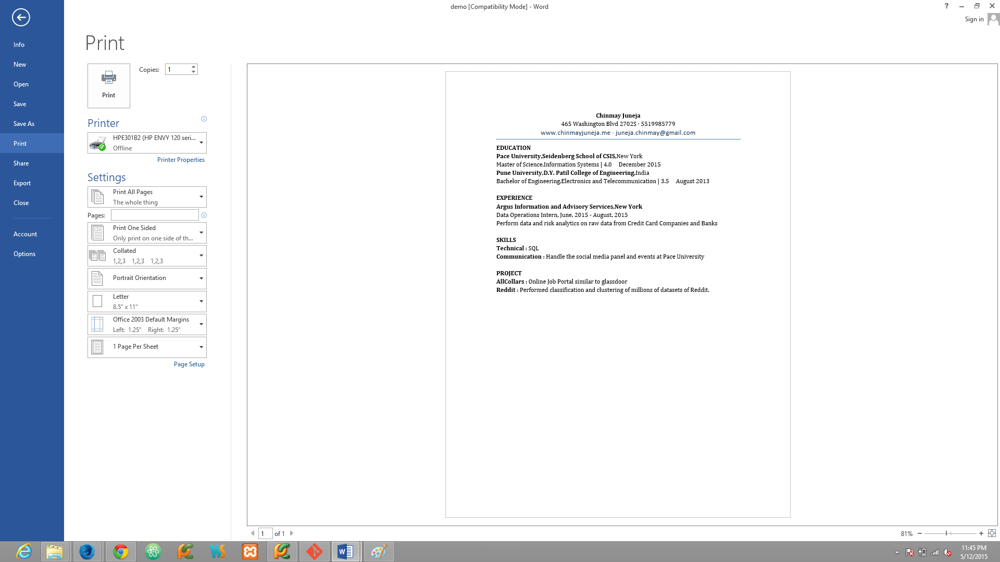 demo [Compatibility Mode] - Word
?
Sign in
Info
New
Open
Save
Save As
Print
Share
Export
Close
Account
Options
Print
Print
Copies: 1
Printer
HPE301B2 (HP ENVY 120 seri...
Offline
Printer Properties
Settings
Print All Pages
The whole thing
Pages:
Print One Sided
Only print on one side of th...
Collated
1,2,3 1,2,3 1,2,3
Portrait Orientation
Letter
8.5" x 11"
Office 2003 Default Margins
Left: 1.25" Right: 1.25"
1 Page Per Sheet
Page Setup
Chinmay Juneja
465 Washington Blvd 2702S · 5519985779
www.chinmayjuneja.me · juneja.chinmay@gmail.com
EDUCATION
Pace University,Seidenberg School of CSIS,New York
Master of Science,Information Systems | 4.0 December 2015
Pune University,D.Y. Patil College of Engineering,India
Bachelor of Engineering,Electronics and Telecommunication | 3.5 August 2013
EXPERIENCE
Argus Information and Advisory Services,New York
Data Operations Intern, June, 2015 - August, 2015
Perform data and risk analytics on raw data from Credit Card Companies and Banks
SKILLS
Technical : SQL
Communication : Handle the social media panel and events at Pace University
PROJECT
AllCollars : Online Job Portal similar to glassdoor
Reddit : Performed classification and clustering of millions of datasets of Reddit.
1 of 1
81%
11:45 PM
5/12/2015